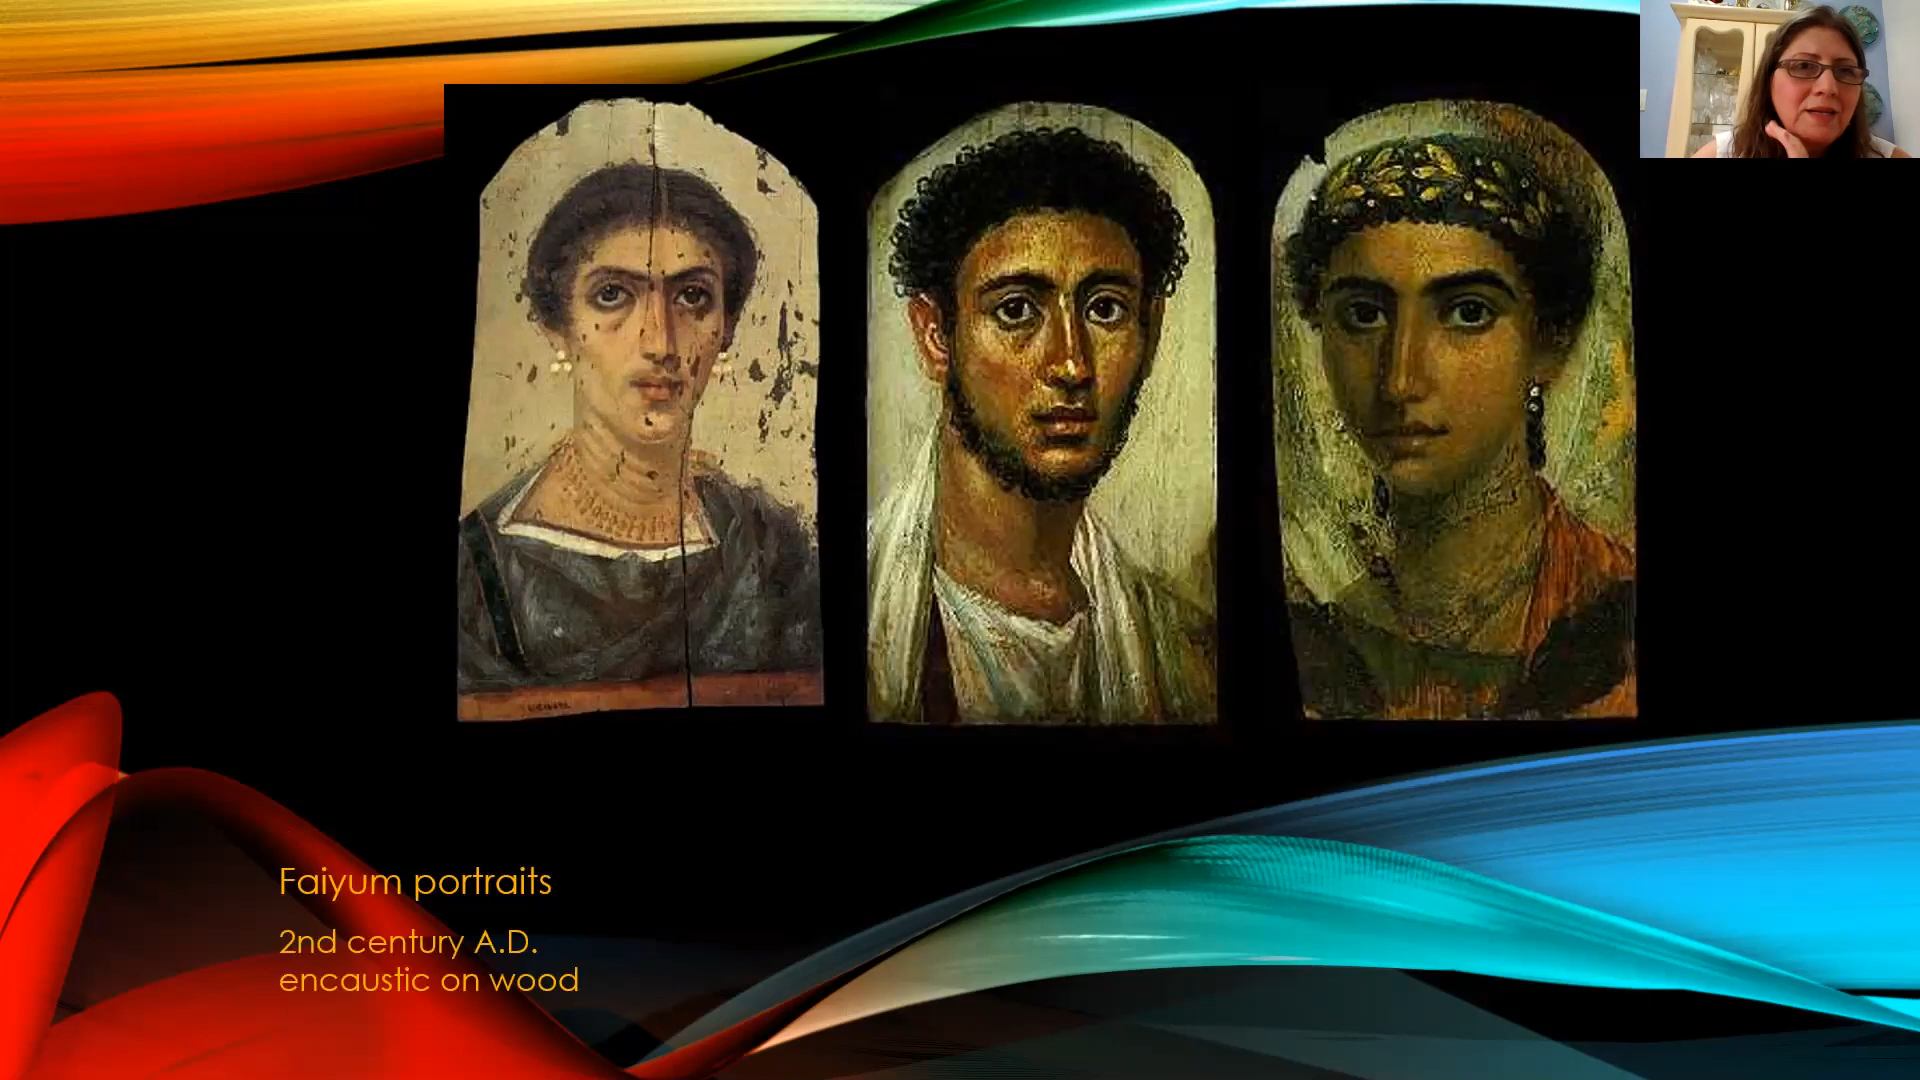 Faiyum portraits
2nd century A.D.
encaustic on wood